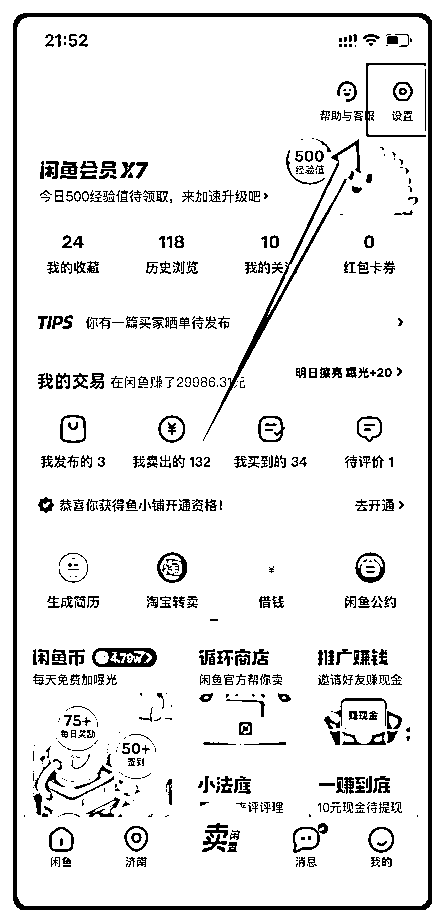 21:52
帮助与客服 设置
闲鱼会员 X7
500
经验值
今日500经验值待领取，来加速升级吧>
24 118 10 0
我的收藏 历史浏览 我的关 红包卡券
TIPS 你有一篇买家晒单待发布 >
我的交易 在闲鱼赚了29986.31元 明日擦亮 曝光+20 >
我发布的 3 我卖出的 132 我买到的 34 待评价 1
恭喜你获得鱼小铺开通资格! 去开通 >
生成简历 淘宝转卖 借钱 闲鱼公约
闲鱼币 4.79W> 循环商店 推广赚钱
每天免费加曝光 闲鱼官方帮你卖 邀请好友赚现金
75+
每日奖励
50+
签到
赚现金
小法庭 一赚到底
评评理 10元现金待提现
闲鱼 济南 卖闲置 消息 我的